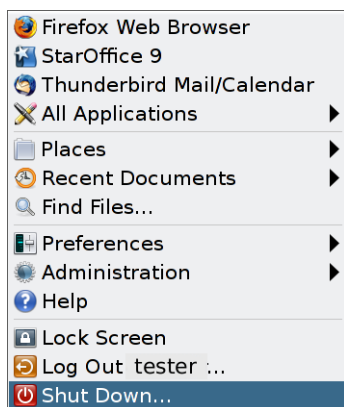 Firefox Web Browser
StarOffice 9
Thunderbird Mail/Calendar
All Applications
Places
Recent Documents
Find Files...
Preferences
Administration
Help
Lock Screen
Log Out tester ...
Shut Down...